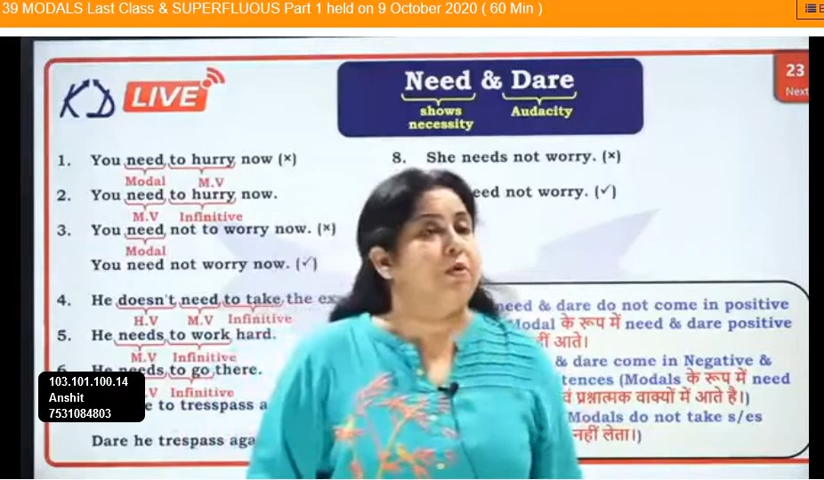 39 MODALS Last Class & SUPERFLUOUS Part 1 held on 9 October 2020 ( 60 Min )
KD LIVE
Need & Dare
shows necessity
Audacity
23
Next
1. You need to hurry now (×)
Modal M.V
2. You need to hurry now.
M.V Infinitive
3. You need not to worry now. (×)
Modal
You need not worry now. (✓)
4. He doesn't need to take the ex
H.V M.V Infinitive
5. He needs to work hard.
M.V Infinitive
6. He needs to go there.
.V Infinitive
e to tresspass a
Dare he trespass aga
8. She needs not worry. (×)
eed not worry. (✓)
need & dare do not come in positive
Modal के रूप में need & dare positive
हीं आते।
& dare come in Negative &
tences (Modals के रूप में need
वं प्रश्नात्मक वाक्यों में आते है।)
Modals do not take s/es
नहीं लेता।)
103.101.100.14
Anshit
7531084803